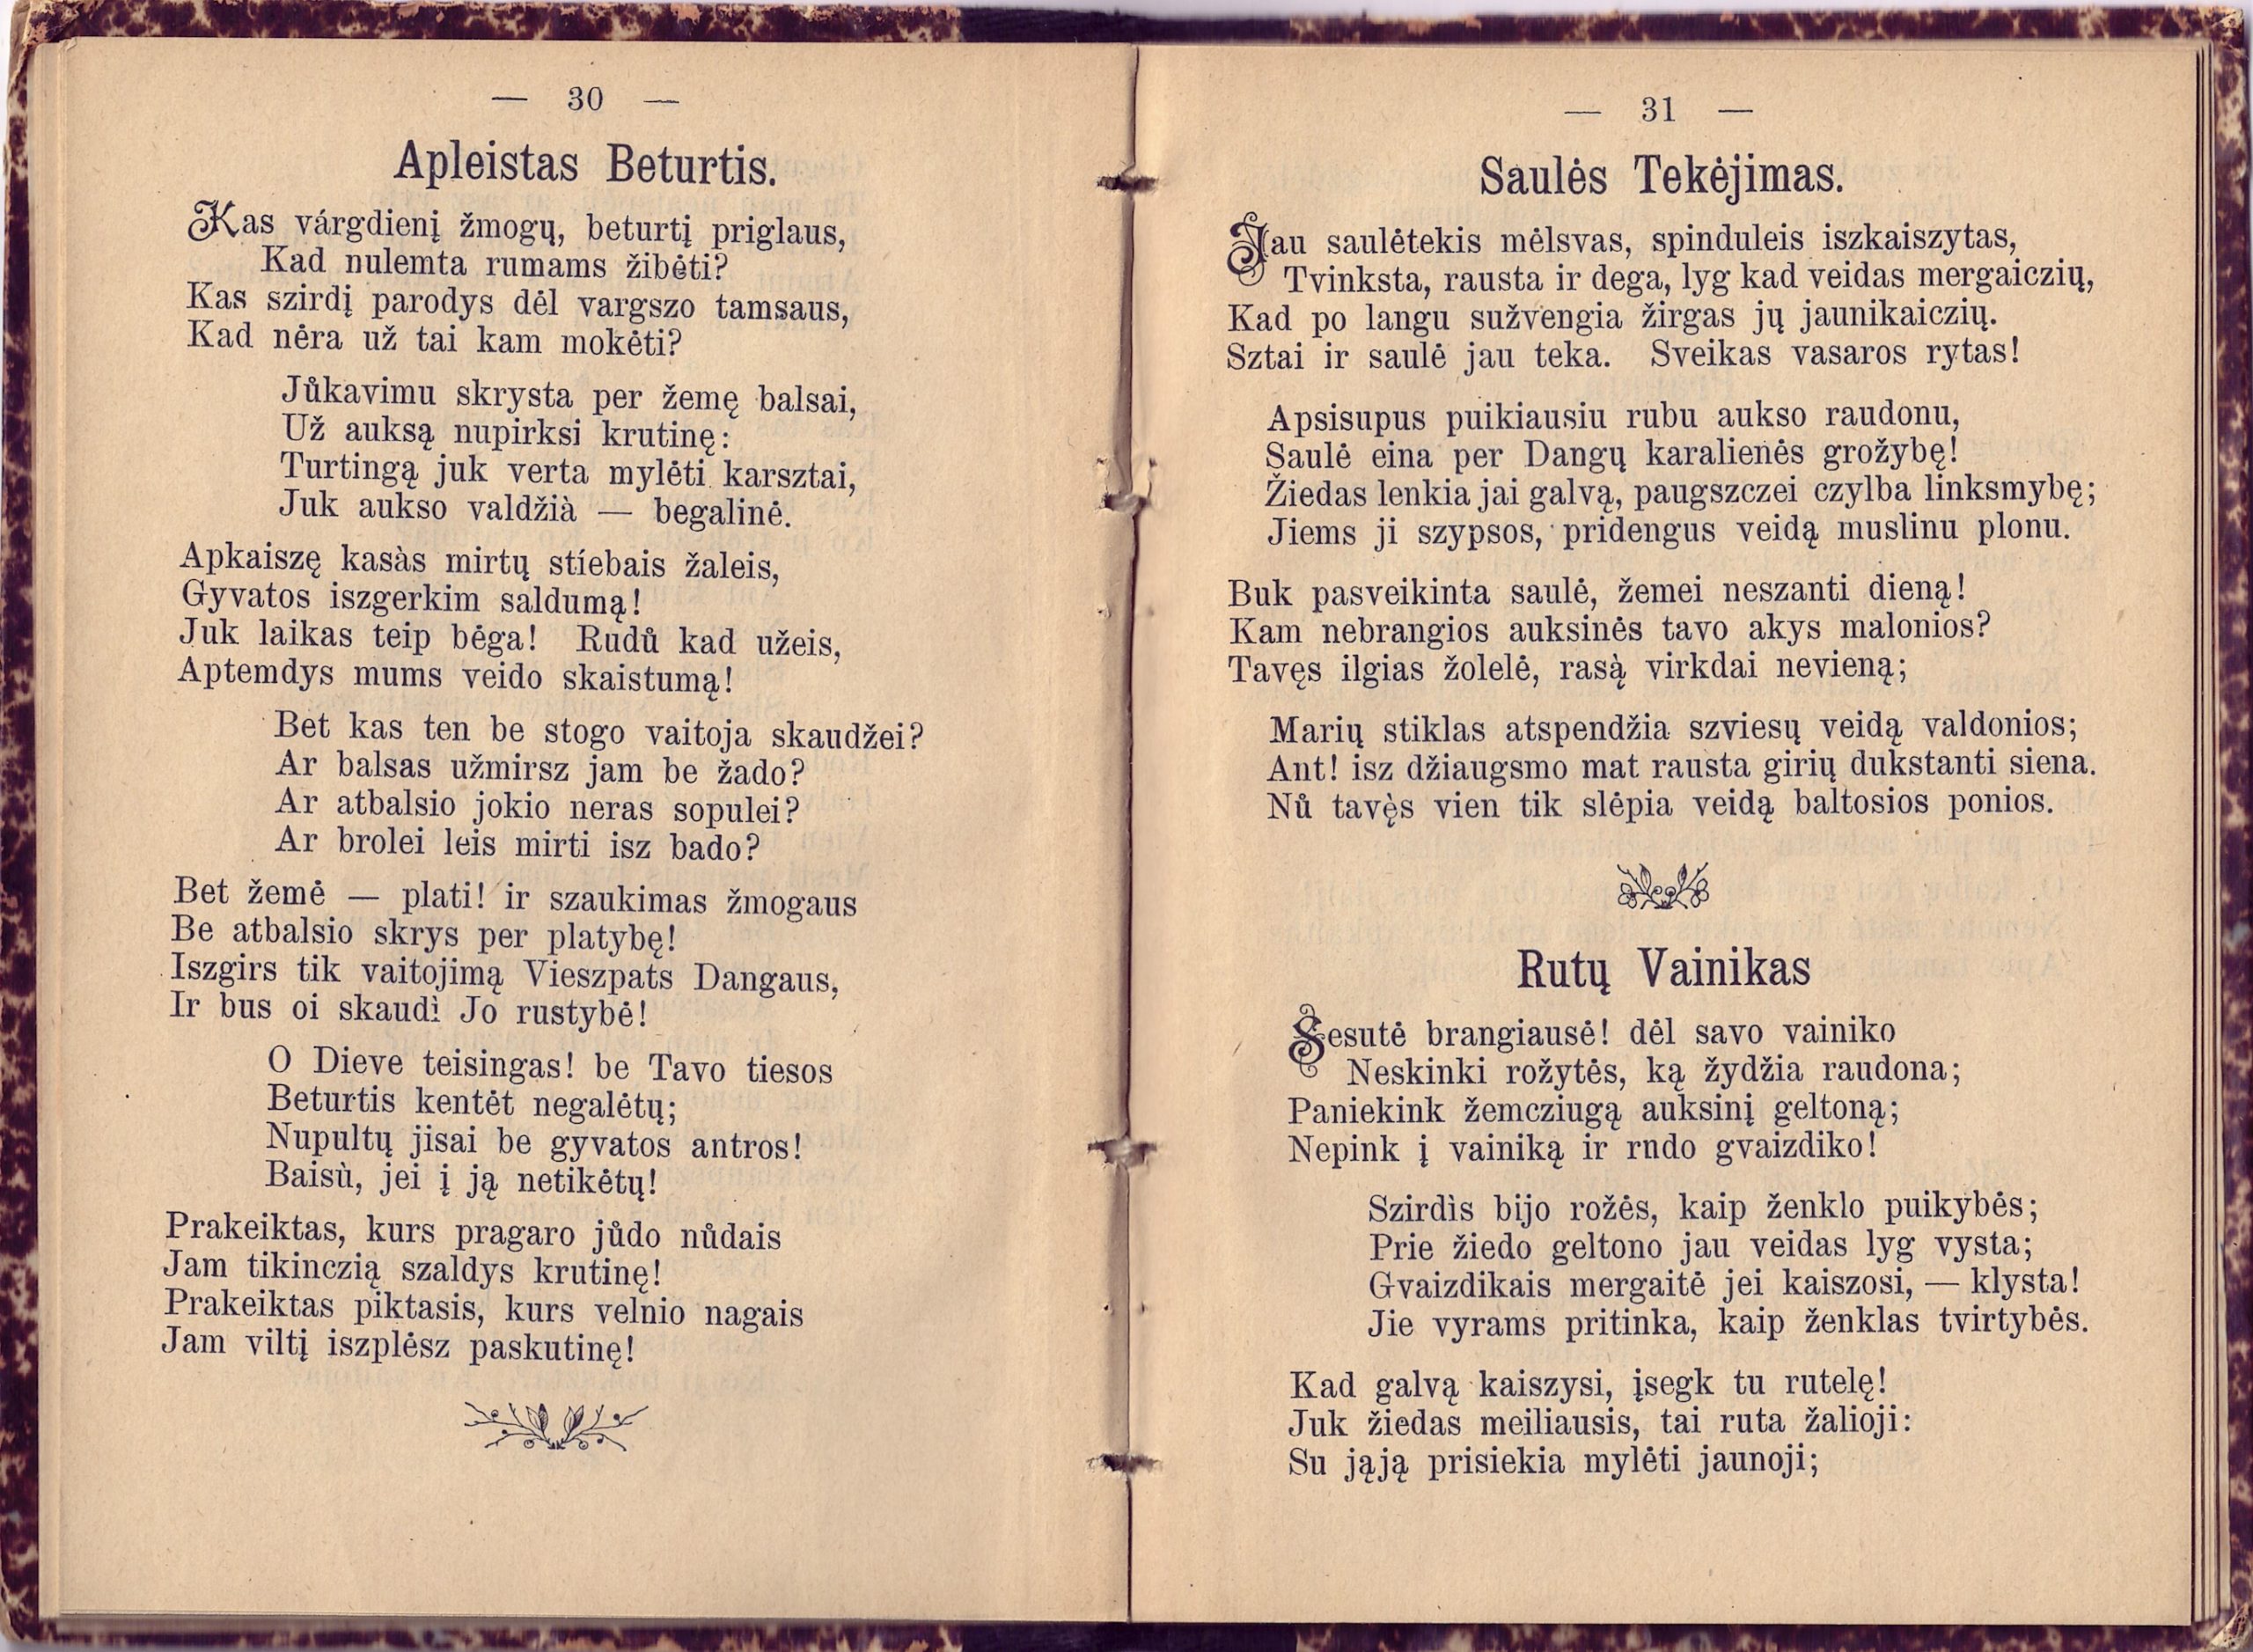 — 30 —
Apleistas Beturtis.
Kas várgdienį žmogų, beturtį priglaus,
Kad nulemta rumams žibėti?
Kas szirdį parodys dėl vargszo tamsaus,
Kad nėra už tai kam mokėti?
Jůkavimu skrysta per žemę balsai,
Už auksą nupirksi krutinę:
Turtingą juk verta mylėti karsztai,
Juk aukso valdžià — begalinė.
Apkaiszę kasàs mirtų stíebais žaleis,
Gyvatos iszgerkim saldumą!
Juk laikas teip bėga! Rudů kad užeis,
Aptemdys mums veido skaistumą!
Bet kas ten be stogo vaitoja skaudžei?
Ar balsas užmirsz jam be žado?
Ar atbalsio jokio neras sopulei?
Ar brolei leis mirti isz bado?
Bet žemė — plati! ir szaukimas žmogaus
Be atbalsio skrys per platybę!
Iszgirs tik vaitojimą Vieszpats Dangaus,
Ir bus oi skaudì Jo rustybė!
O Dieve teisingas! be Tavo tiesos
Beturtis kentėt negalėtų;
Nupultų jisai be gyvatos antros!
Baisù, jei į ją netikėtų!
Prakeiktas, kurs pragaro jůdo nůdais
Jam tikinczią szaldys krutinę!
Prakeiktas piktasis, kurs velnio nagais
Jam viltį iszplėsz paskutinę!
— 31 —
Saulės Tekėjimas.
Jau saulėtekis mėlsvas, spinduleis iszkaiszytas,
Tvinksta, rausta ir dega, lyg kad veidas mergaiczių,
Kad po langu sužvengia žirgas jų jaunikaiczių.
Sztai ir saulė jau teka. Sveikas vasaros rytas!
Apsisupus puikiausiu rubu aukso raudonu,
Saulė eina per Dangų karalienės grožybę!
Žiedas lenkia jai galvą, paugszczei czylba linksmybę;
Jiems ji szypsos, pridengus veidą muslinu plonu.
Buk pasveikinta saulė, žemei neszanti dieną!
Kam nebrangios auksinės tavo akys malonios?
Tavęs ilgias žolelė, rasą̀ virkdai nevieną;
Marių stiklas atspendžia szviesų veidą valdonios;
Ant! isz džiaugsmo mat rausta girių dukstanti siena.
Nů tavę̀s vien tik slėpia veidą baltosios ponios.
Rutų Vainikas
Sesutė brangiausė! dėl savo vainiko
Neskinki rožytės, ką žydžia raudona;
Paniekink žemcziugą auksinį geltoną;
Nepink į vainiką ir rndo gvaizdiko!
Szirdìs bijo rožės, kaip ženklo puikybės;
Prie žiedo geltono jau veidas lyg vysta;
Gvaizdikais mergaitė jei kaiszosi, — klysta!
Jie vyrams pritinka, kaip ženklas tvirtybės.
Kad galvą kaiszysi, įsegk tu rutelę!
Juk žiedas meiliausis, tai ruta žalioji:
Su jąją prisiekia mylėti jaunoji;